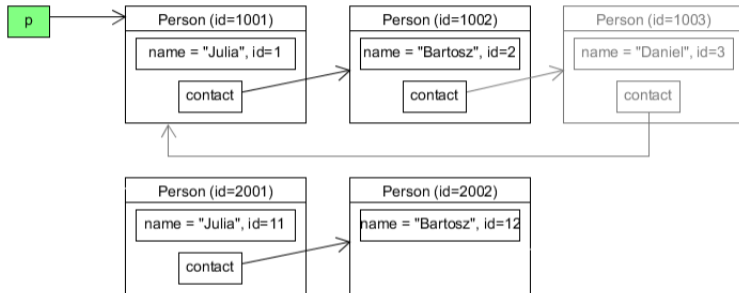 p
Person (id=1001)
name = "Julia", id=1
contact
Person (id=1002)
name = "Bartosz", id=2
contact
Person (id=1003)
name = "Daniel", id=3
contact
Person (id=2001)
name = "Julia", id=11
contact
Person (id=2002)
name = "Bartosz", id=12